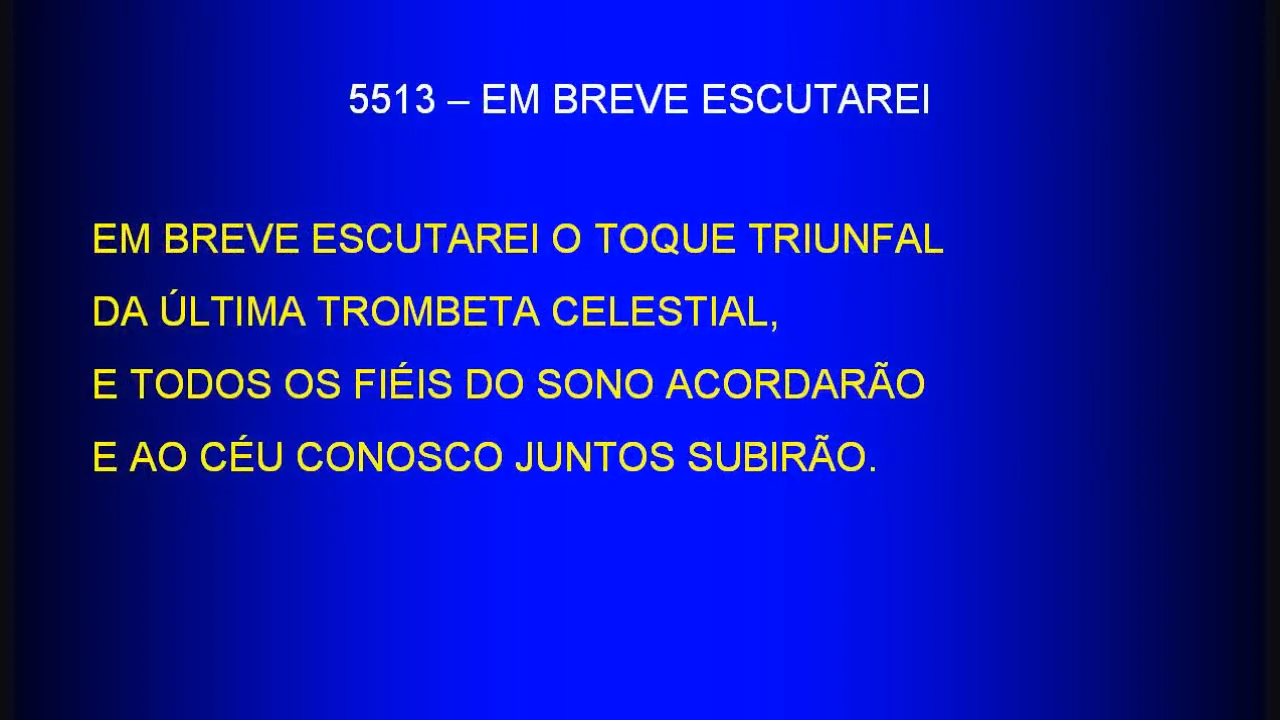 5513 – EM BREVE ESCUTAREI
EM BREVE ESCUTAREI O TOQUE TRIUNFAL
DA ÚLTIMA TROMBETA CELESTIAL,
E TODOS OS FIÉIS DO SONO ACORDARÃO
E AO CÉU CONOSCO JUNTOS SUBIRÃO.